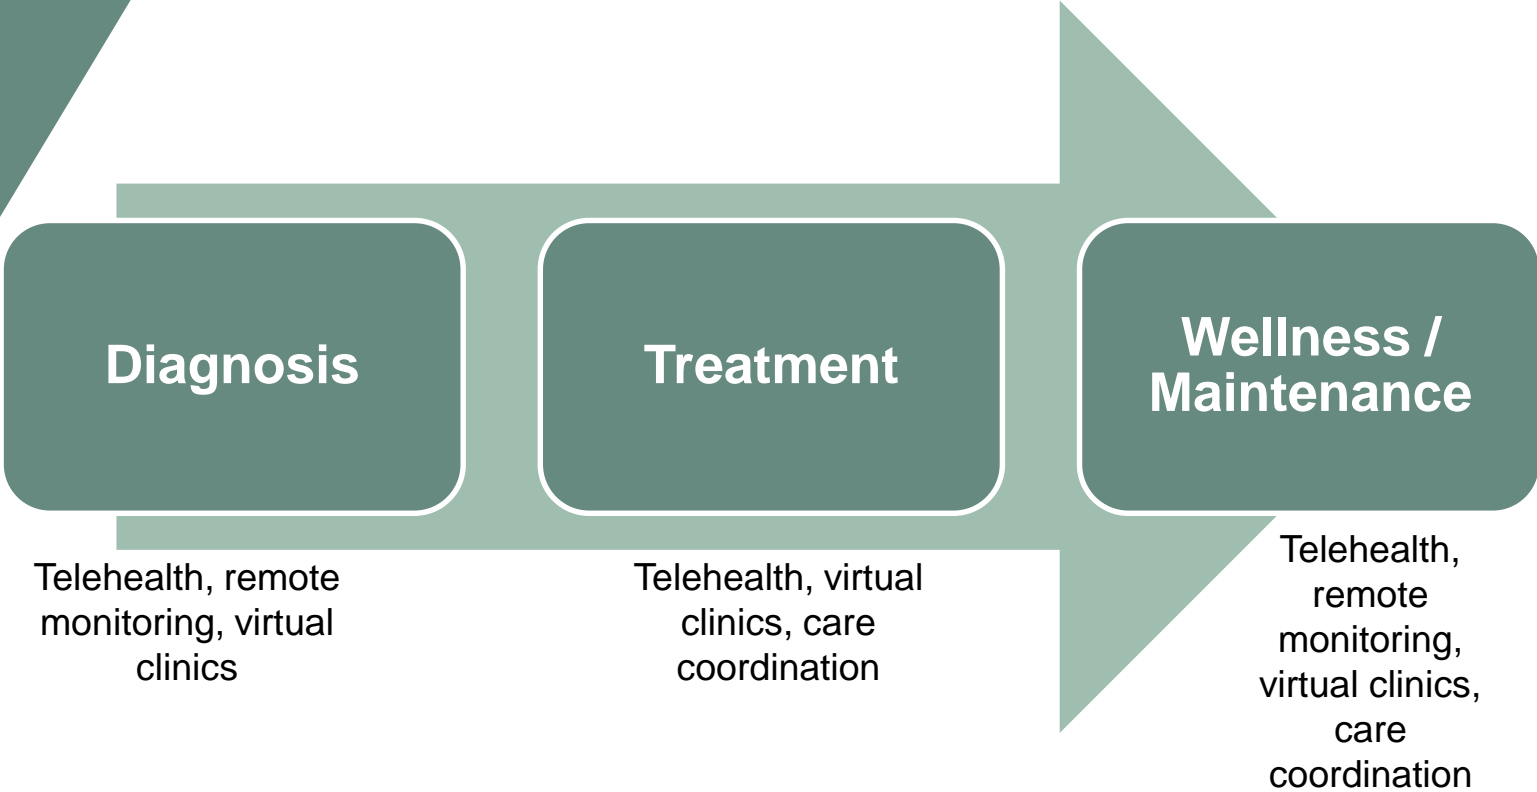 Diagnosis
Treatment
Wellness /
Maintenance
Telehealth, remote
monitoring, virtual
clinics
Telehealth, virtual
clinics, care
coordination
Telehealth,
remote
monitoring,
virtual clinics,
care
coordination